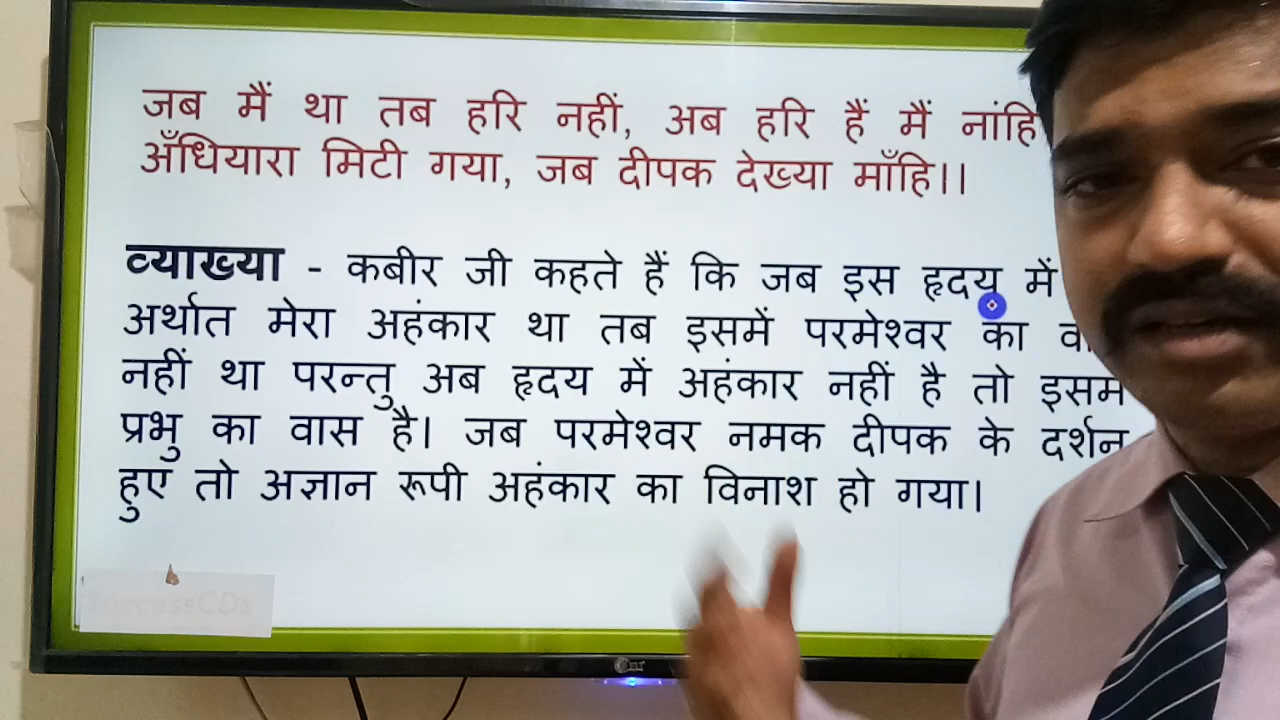 जब मैं था तब हरि नहीं, अब हरि हैं मैं नांहि
अँधियारा मिटी गया, जब दीपक देख्या माँहि।।
व्याख्या - कबीर जी कहते हैं कि जब इस हृदय में
अर्थात मेरा अहंकार था तब इसमें परमेश्वर का
नहीं था परन्तु अब हृदय में अहंकार नहीं है तो
प्रभु का वास है। जब परमेश्वर नमक दीपक के दर्शन
हुए तो अज्ञान रूपी अहंकार का विनाश हो गया।
SuccessCDs